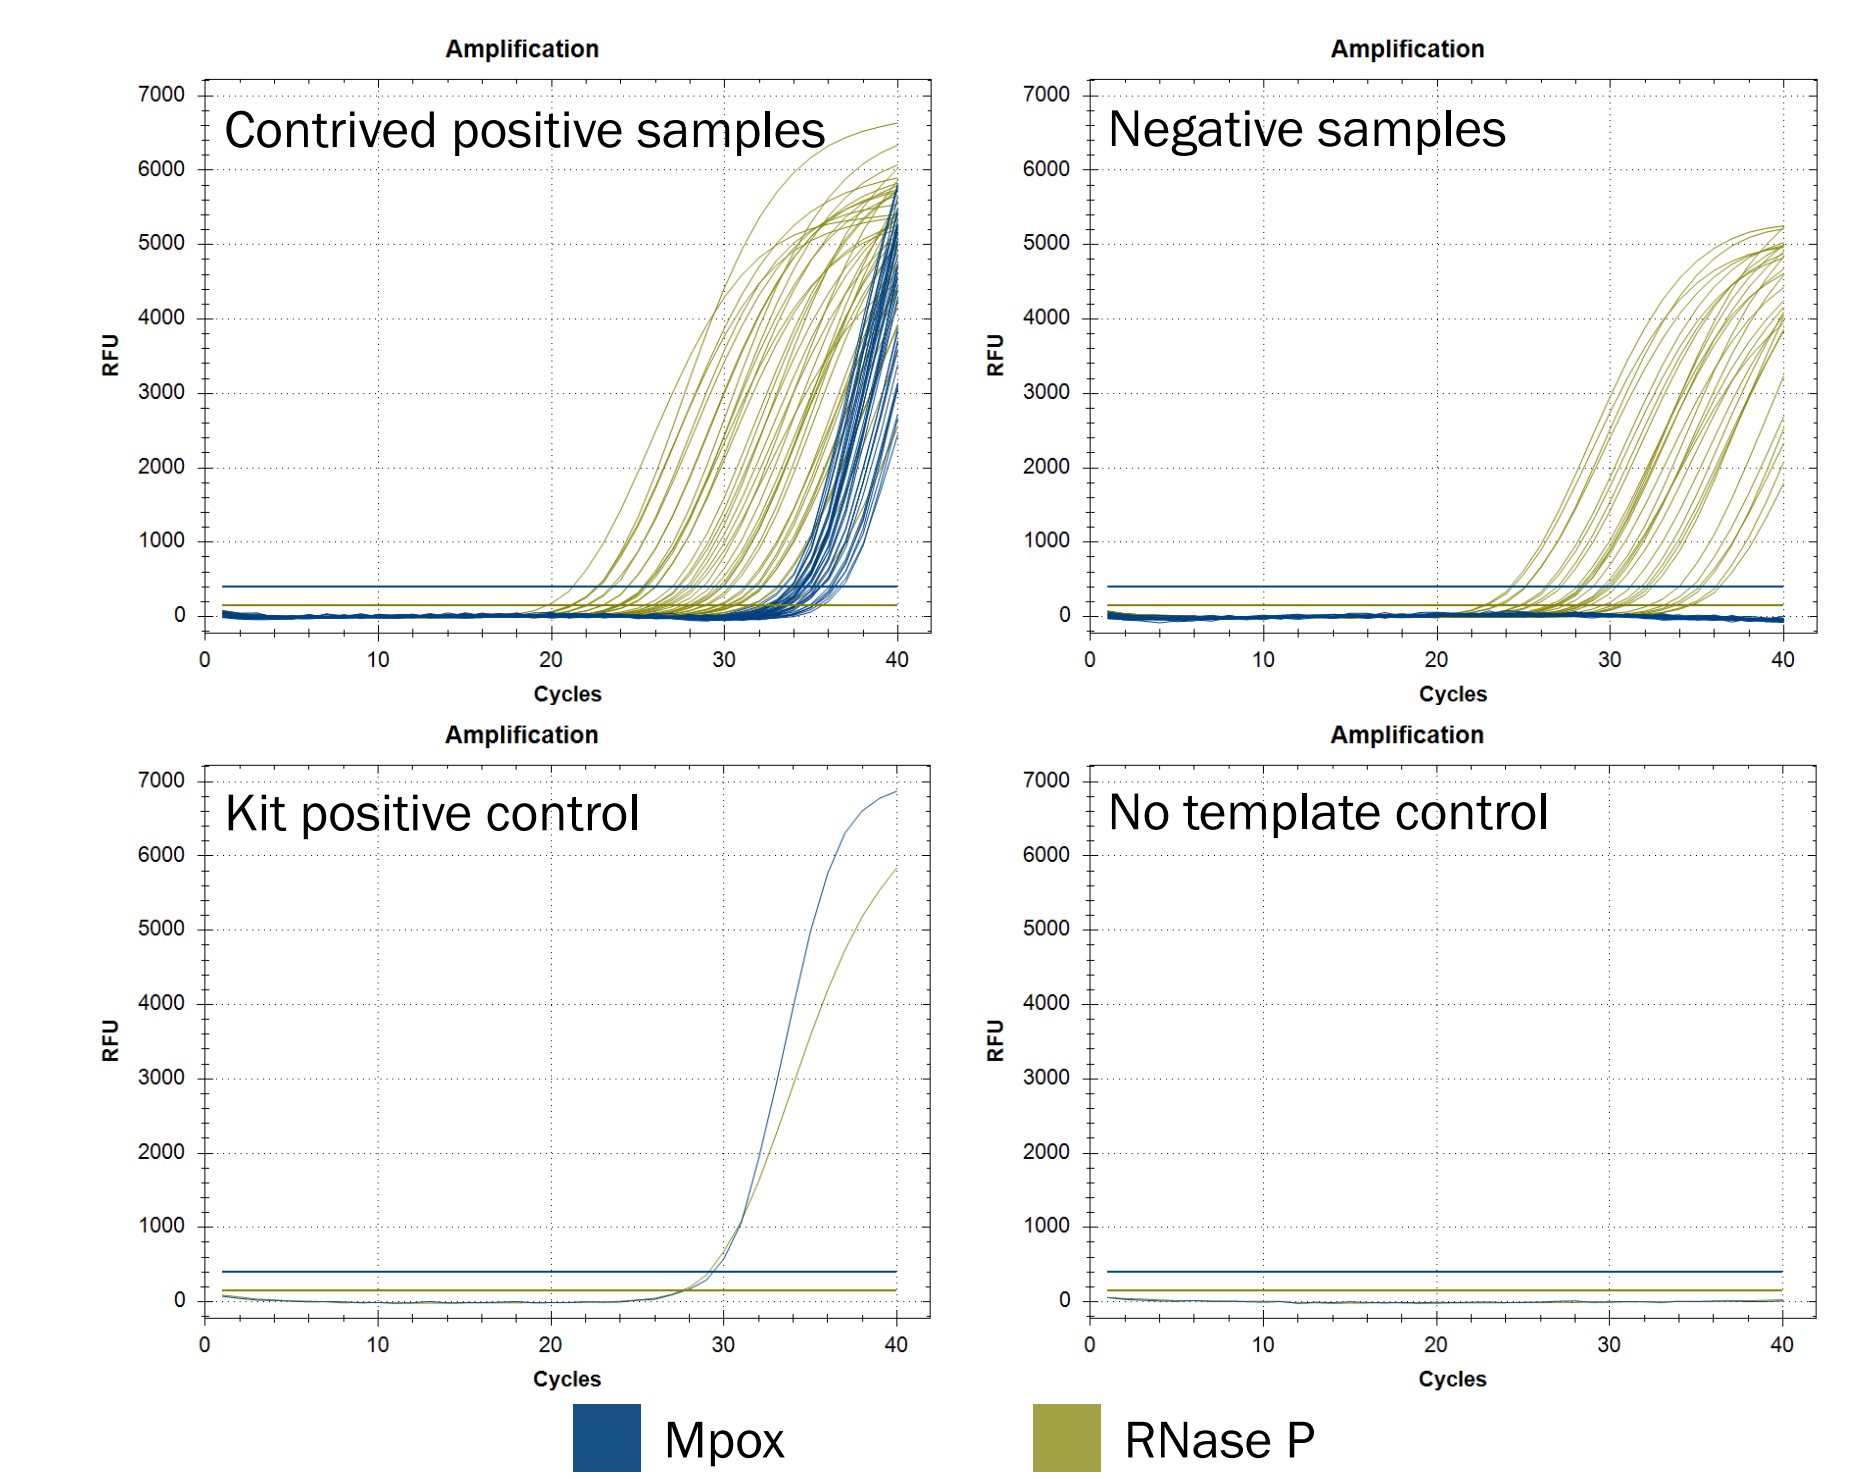 Amplification
Contrived positive samples
7000
6000
5000
4000
3000
2000
1000
0
RFU
0 10 20 30 40
Cycles
Amplification
Negative samples
7000
6000
5000
4000
3000
2000
1000
0
RFU
0 10 20 30 40
Cycles
Amplification
Kit positive control
7000
6000
5000
4000
3000
2000
1000
0
RFU
0 10 20 30 40
Cycles
Amplification
No template control
7000
6000
5000
4000
3000
2000
1000
0
RFU
0 10 20 30 40
Cycles
Mpox
RNase P